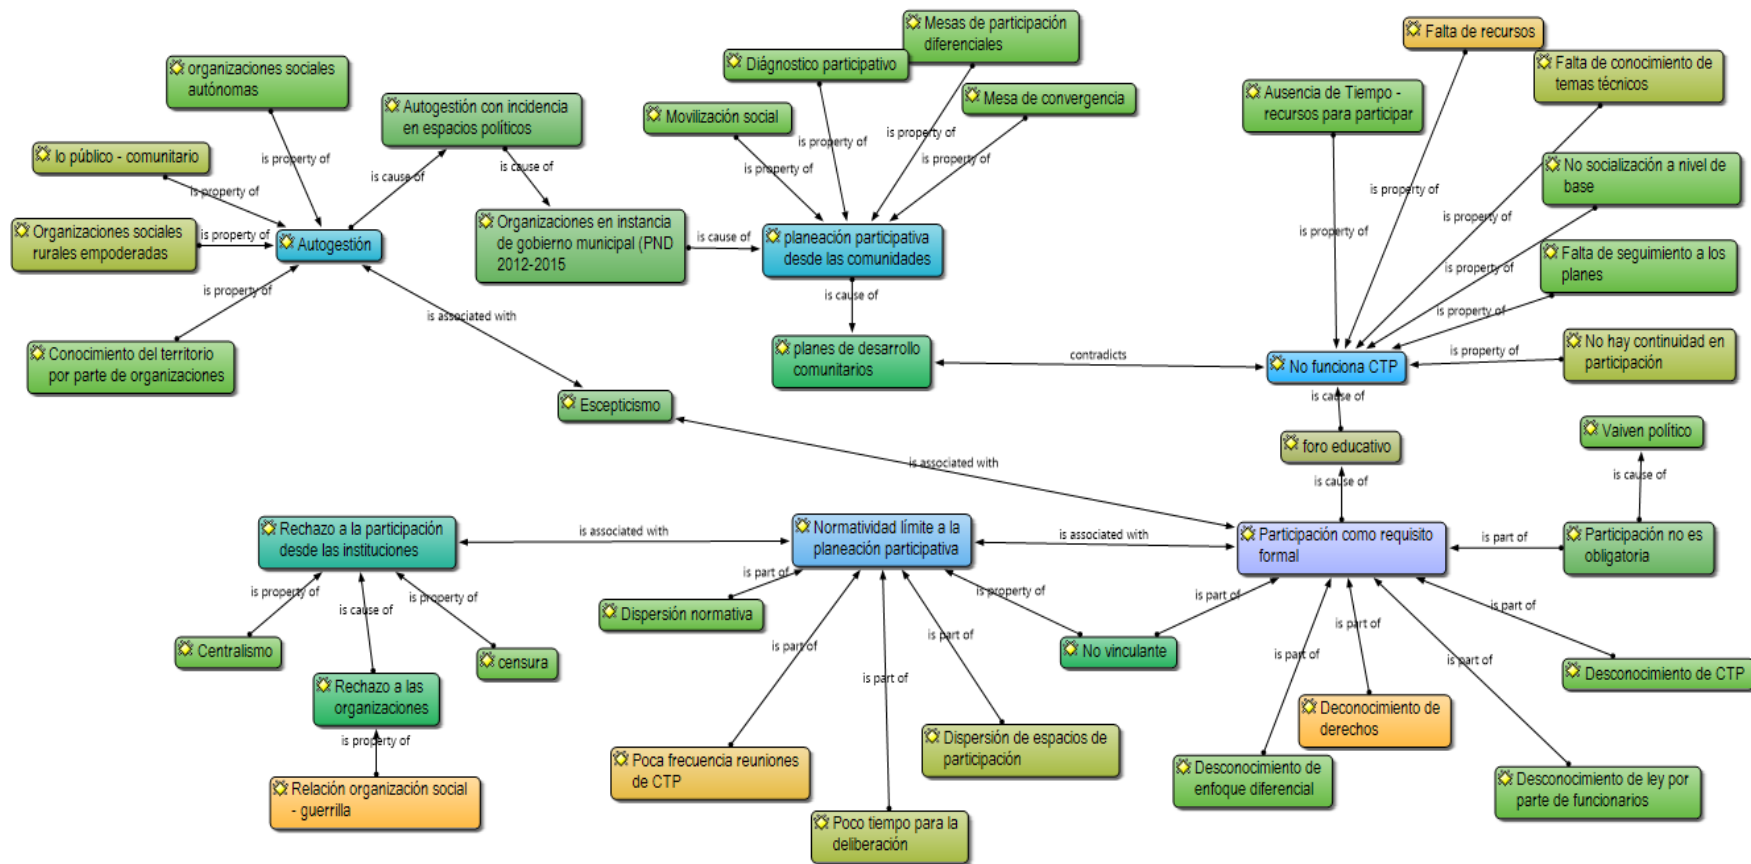 Mesas de participación
diferenciales
Falta de recursos
organizaciones sociales
autónomas
Diágnostico participativo
Falta de conocimiento de
temas técnicos
Autogestión con incidencia
en espacios políticos
Movilización social
Mesa de convergencia
Ausencia de Tiempo -
recursos para participar
is property of
is property of
is property of
is property of
is property of
is property of
lo público - comunitario
is property of
is cause of
is cause of
No socialización a nivel de
base
is property of
is property of
Organizaciones sociales
rurales empoderadas
is property of
Autogestión
Organizaciones en instancia
de gobierno municipal (PND
2012-2015
is cause of
planeación participativa
desde las comunidades
Falta de seguimiento a los
planes
is property of
is property of
is property of
is cause of
is associated with
Conocimiento del territorio
por parte de organizaciones
planes de desarrollo
comunitarios
contradicts
No funciona CTP
is property of
No hay continuidad en
participación
is cause of
Escepticismo
foro educativo
Vaiven político
is associated with
is cause of
is cause of
Rechazo a la participación
desde las instituciones
is associated with
Normatividad límite a la
planeación participativa
is associated with
Participación como requisito
formal
is part of
Participación no es
obligatoria
is property of
is cause of
is property of
is part of
is property of
is part of
Dispersión normativa
is part of
is part of
is part of
is part of
is part of
is part of
is part of
Centralismo
censura
No vinculante
Desconocimiento de CTP
Rechazo a las
organizaciones
is property of
Deconocimiento de
derechos
Dispersión de espacios de
participación
Poca frecuencia reuniones
de CTP
Desconocimiento de
enfoque diferencial
Desconocimiento de ley por
parte de funcionarios
Relación organización social
- guerrilla
Poco tiempo para la
deliberación